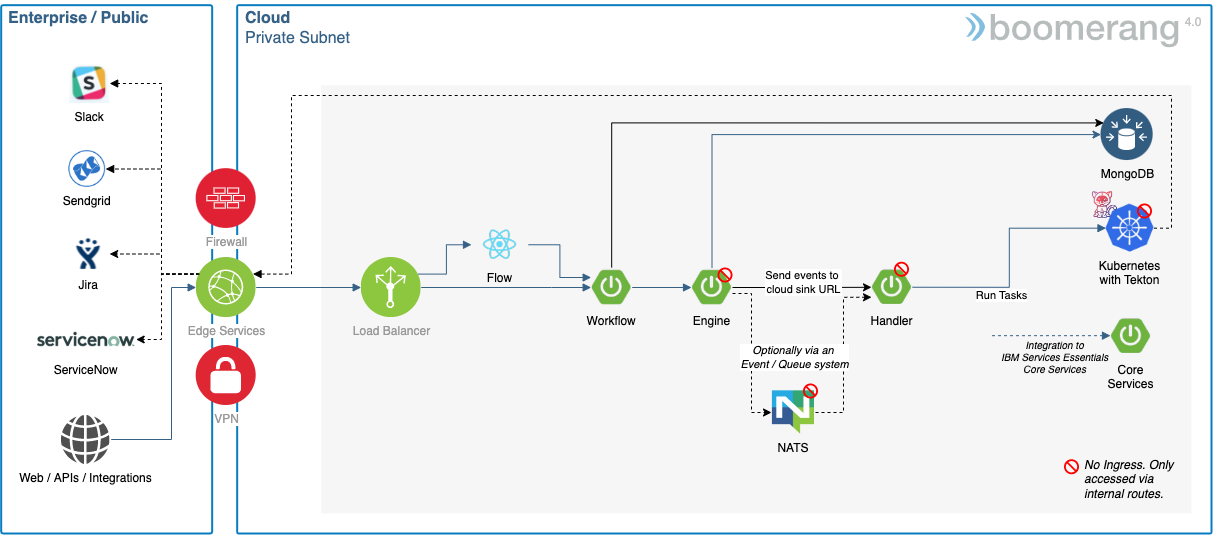 Enterprise / Public
Cloud
Private Subnet
boomerang 4.0
S
Slack
Sendgrid
Jira
servicenow.
ServiceNow
Web / APIs / Integrations
Firewall
Edge Services
VPN
Load Balancer
Flow
Workflow
Engine
Send events to
cloud sink URL
Handler
Optionally via an
Event / Queue system
N
NATS
Run Tasks
MongoDB
Kubernetes
with Tekton
Integration to
IBM Services Essentials
Core Services
Core
Services
No Ingress. Only
accessed via
internal routes.